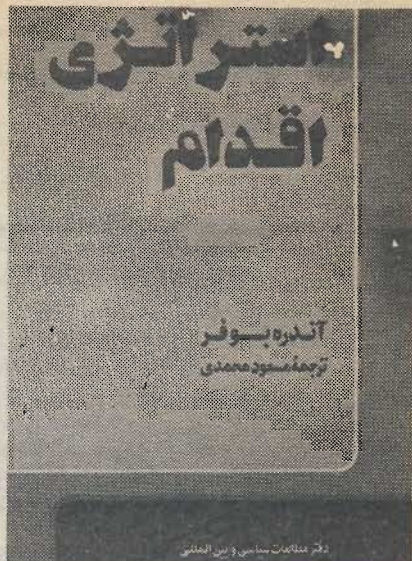 استراتژی
اقدام
آندره بوفر
ترجمهٔ مسعود محمدی
دفتر مطالعات سیاسی و بین‌المللی